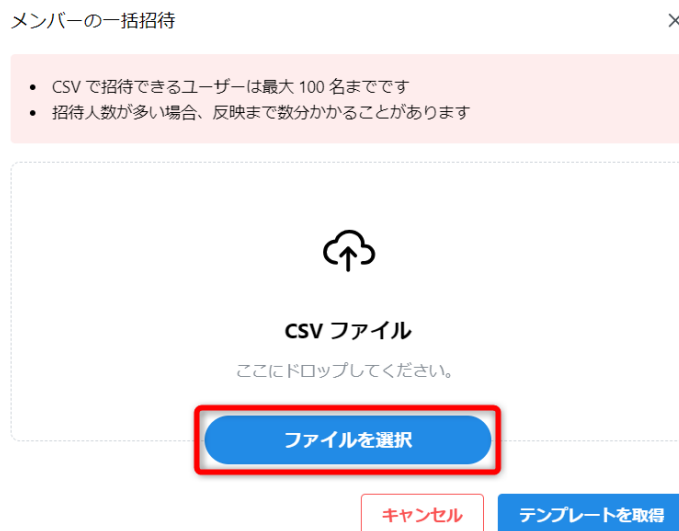 メンバーの一括招待
• CSV で招待できるユーザーは最大 100 名までです
• 招待人数が多い場合、反映まで数分かかることがあります
CSV ファイル
ここにドロップしてください。
ファイルを選択
キャンセル
テンプレートを取得